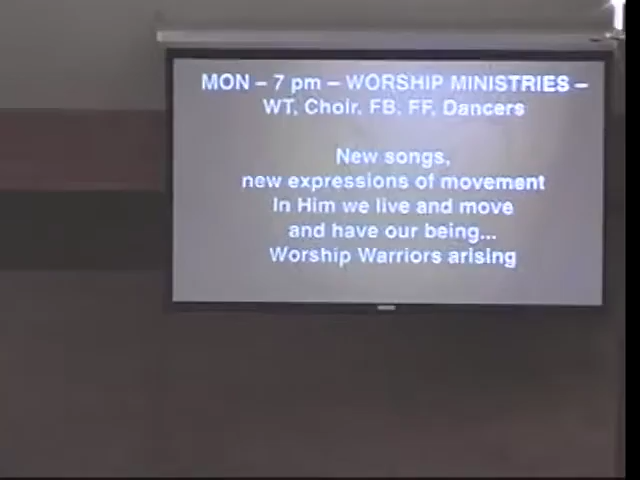 MON – 7 pm – WORSHIP MINISTRIES –
WT, Choir, FB, FF, Dancers
New songs,
new expressions of movement
In Him we live and move
and have our being...
Worship Warriors arising